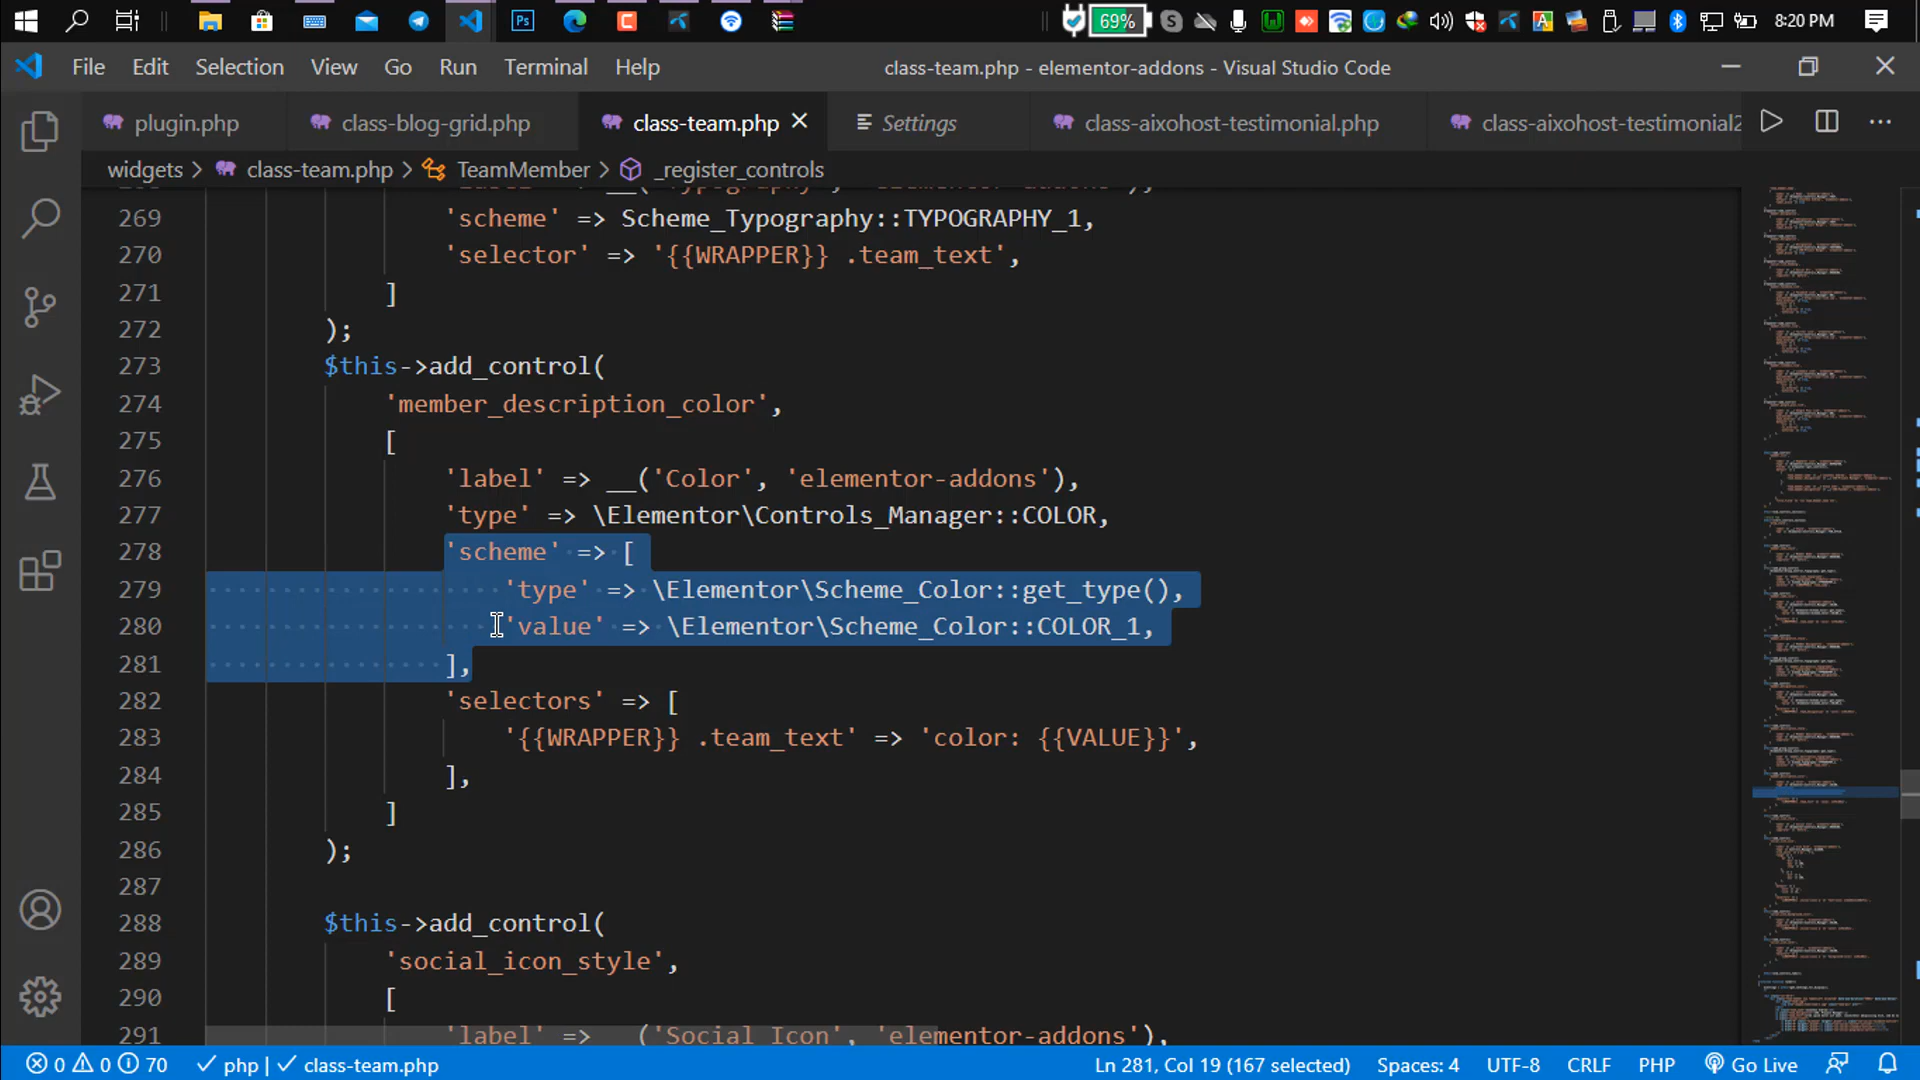 69%
8:20 PM
File Edit Selection View Go Run Terminal Help
class-team.php - elementor-addons - Visual Studio Code
plugin.php
class-blog-grid.php
class-team.php
Settings
class-aixohost-testimonial.php
class-aixohost-testimonial2
widgets > class-team.php > TeamMember > _register_controls
269 'scheme' => Scheme_Typography::TYPOGRAPHY_1,
270 'selector' => '{{WRAPPER}} .team_text',
271 ]
272 );
273 $this->add_control(
274 'member_description_color',
275 [
276 'label' => __('Color', 'elementor-addons'),
277 'type' => \Elementor\Controls_Manager::COLOR,
278 'scheme' => [
279 'type' => \Elementor\Scheme_Color::get_type(),
280 'value' => \Elementor\Scheme_Color::COLOR_1,
281 ],
282 'selectors' => [
283 '{{WRAPPER}} .team_text' => 'color: {{VALUE}}',
284 ],
285 ]
286 );
287
288 $this->add_control(
289 'social_icon_style',
290 [
291 'label' => __('Social Icon', 'elementor-addons'),
0 0 70 php | class-team.php
Ln 281, Col 19 (167 selected) Spaces: 4 UTF-8 CRLF PHP Go Live